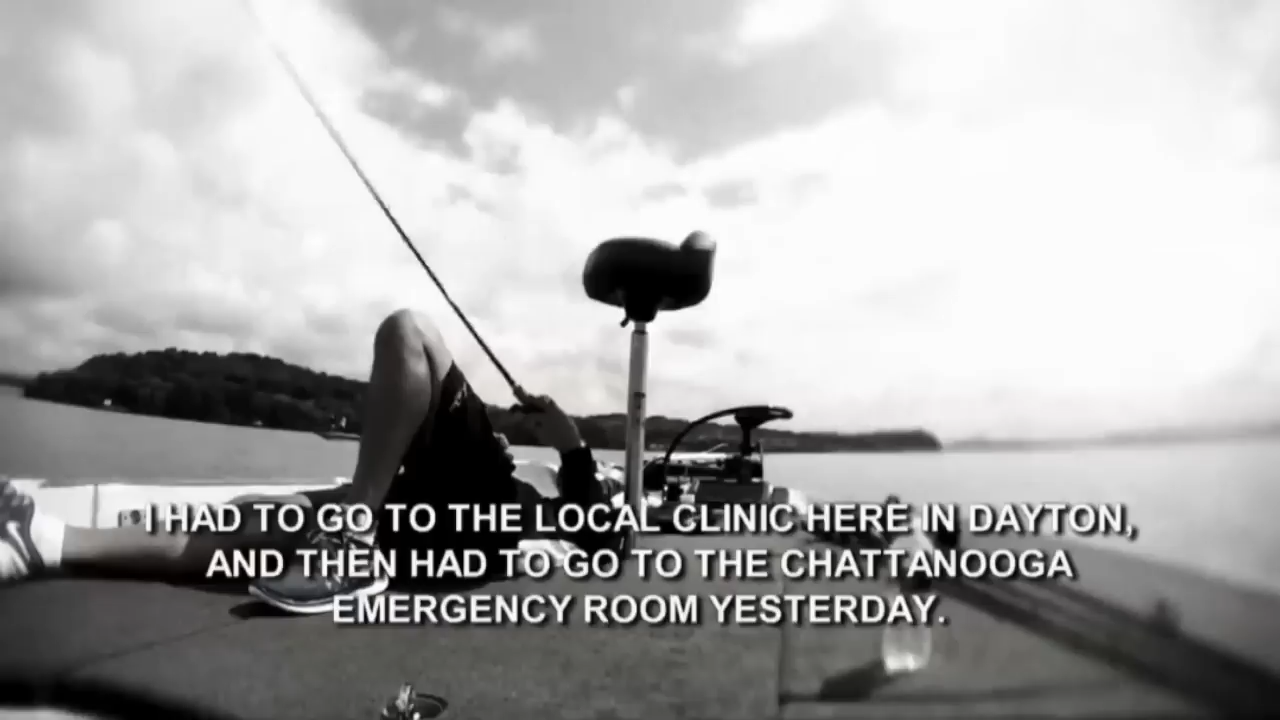 I HAD TO GO TO THE LOCAL CLINIC HERE IN DAYTON,
AND THEN HAD TO GO TO THE CHATTANOOGA
EMERGENCY ROOM YESTERDAY.